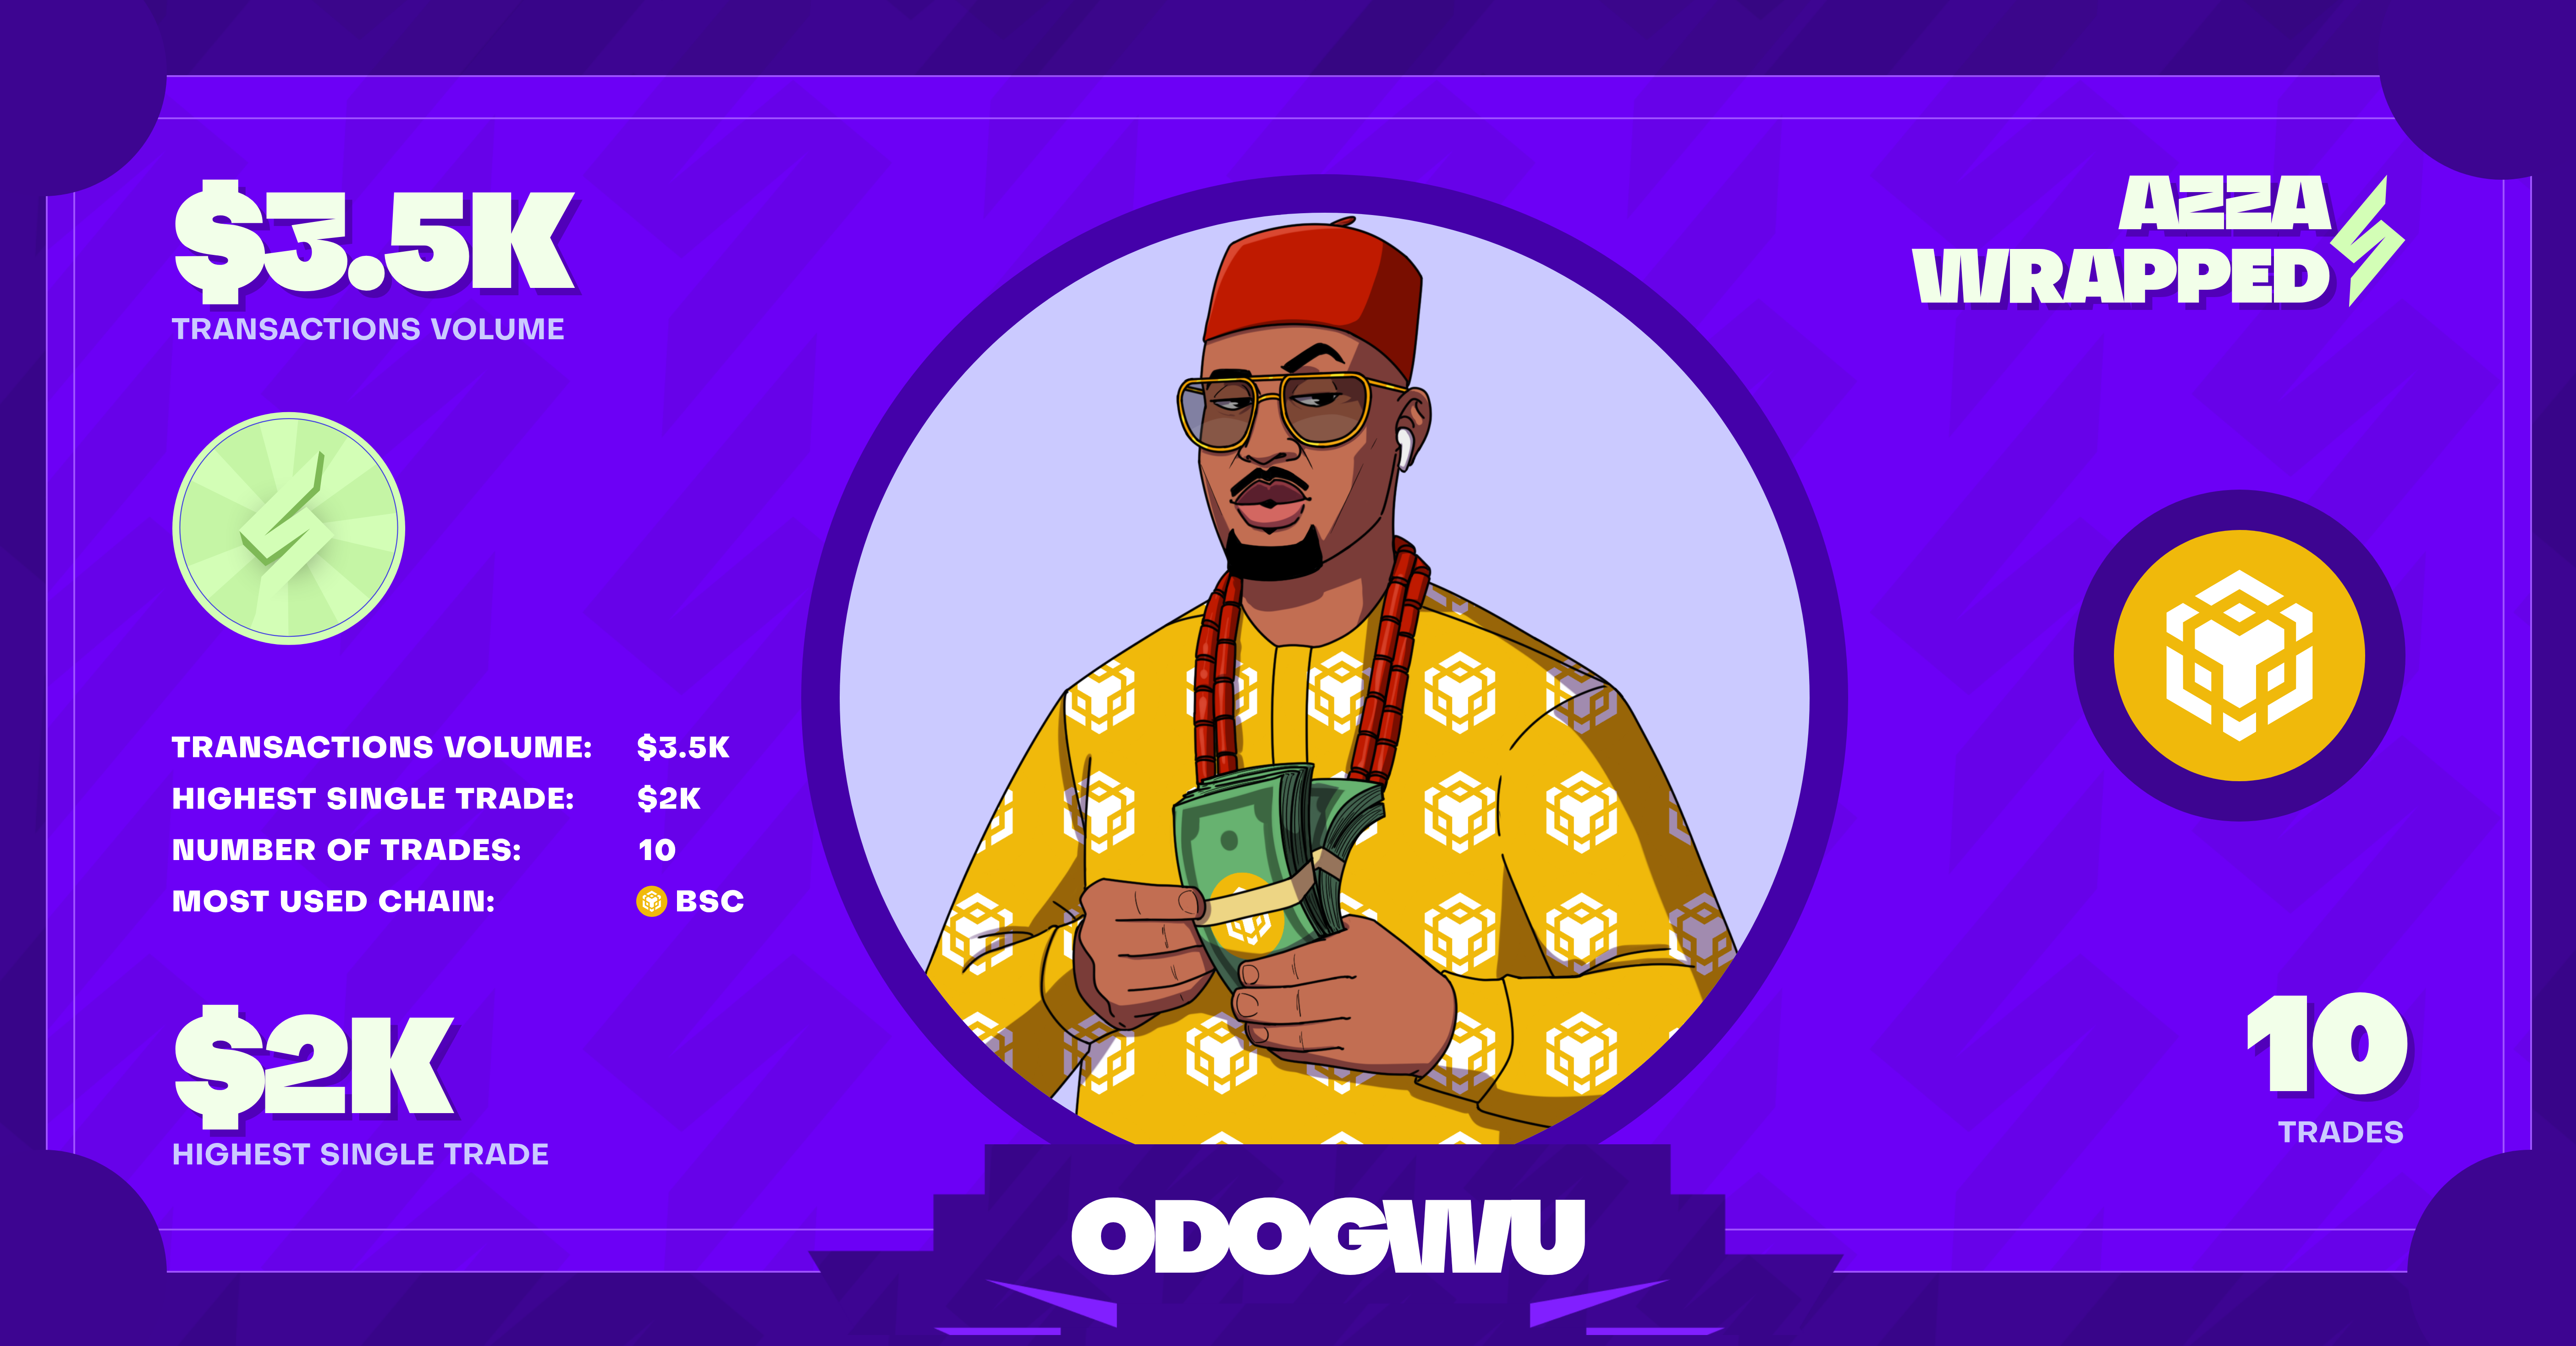 $3.5K
TRANSACTIONS VOLUME
AZZA
WRAPPED
TRANSACTIONS VOLUME: $3.5K
HIGHEST SINGLE TRADE: $2K
NUMBER OF TRADES: 10
MOST USED CHAIN: BSC
$2K
HIGHEST SINGLE TRADE
10
TRADES
ODOGWU